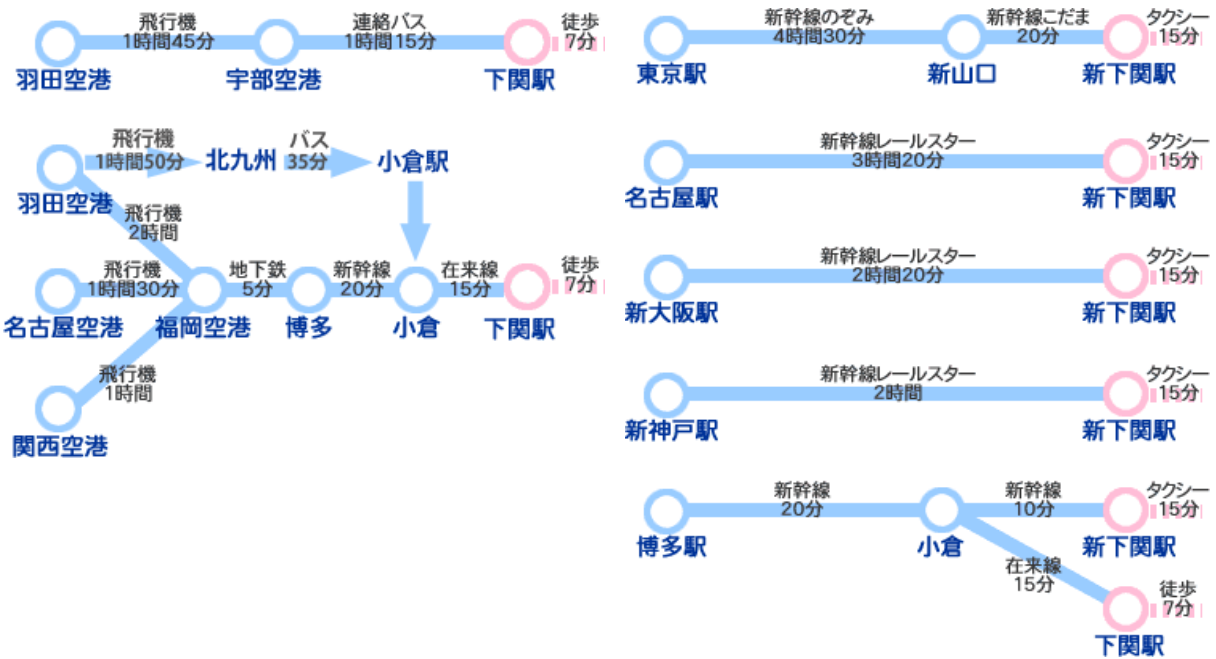 飛行機
1時間45分
連絡バス
1時間15分
徒歩
7分
羽田空港
宇部空港
下関駅
飛行機
1時間50分
北九州
バス
35分
小倉駅
羽田空港
飛行機
2時間
飛行機
1時間30分
地下鉄
5分
新幹線
20分
在来線
15分
徒歩
7分
名古屋空港
福岡空港
博多
小倉
下関駅
飛行機
1時間
関西空港
新幹線のぞみ
4時間30分
新幹線こだま
20分
タクシー
15分
東京駅
新山口
新下関駅
新幹線レールスター
3時間20分
タクシー
15分
名古屋駅
新下関駅
新幹線レールスター
2時間20分
タクシー
15分
新大阪駅
新下関駅
新幹線レールスター
2時間
タクシー
15分
新神戸駅
新下関駅
新幹線
20分
新幹線
10分
タクシー
15分
博多駅
小倉
新下関駅
在来線
15分
徒歩
7分
下関駅